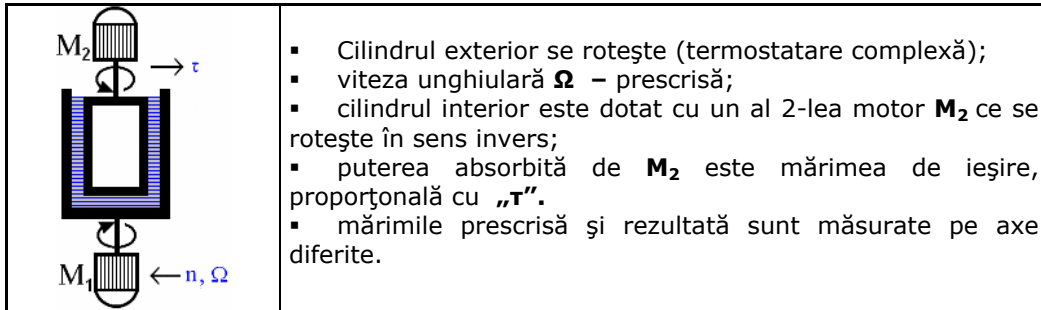 M₂
→ τ
M₁
← n, Ω
▪ Cilindrul exterior se roteşte (termostatare complexă);
▪ viteza unghiulară Ω – prescrisă;
▪ cilindrul interior este dotat cu un al 2-lea motor M₂ ce se
roteşte în sens invers;
▪ puterea absorbită de M₂ este mărimea de ieşire,
proporţonală cu „τ”.
▪ mărimile prescrisă şi rezultată sunt măsurate pe axe
diferite.